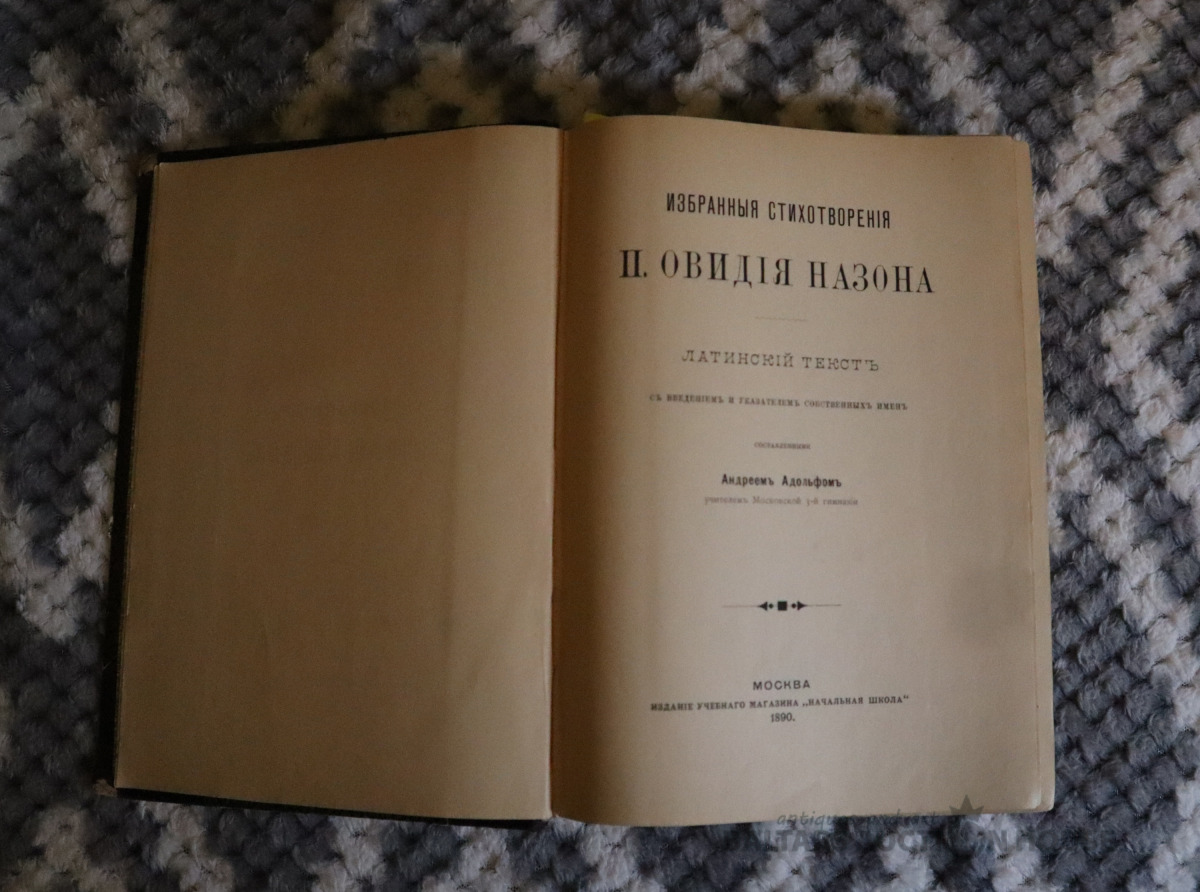 ИЗБРАННЫЯ СТИХОТВОРЕНІЯ
П. ОВИДІЯ НАЗОНА
ЛАТИНСКІЙ ТЕКСТЪ
СЪ ВВЕДЕНІЕМЪ И УКАЗАТЕЛЕМЪ СОБСТВЕННЫХЪ ИМЕНЪ
СОСТАВЛЕННЫМИ
Андреемъ Адольфомъ
учителемъ Московской 3-й гимназіи
МОСКВА
ИЗДАНІЕ УЧЕБНАГО МАГАЗИНА „НАЧАЛЬНАЯ ШКОЛА"
1890.